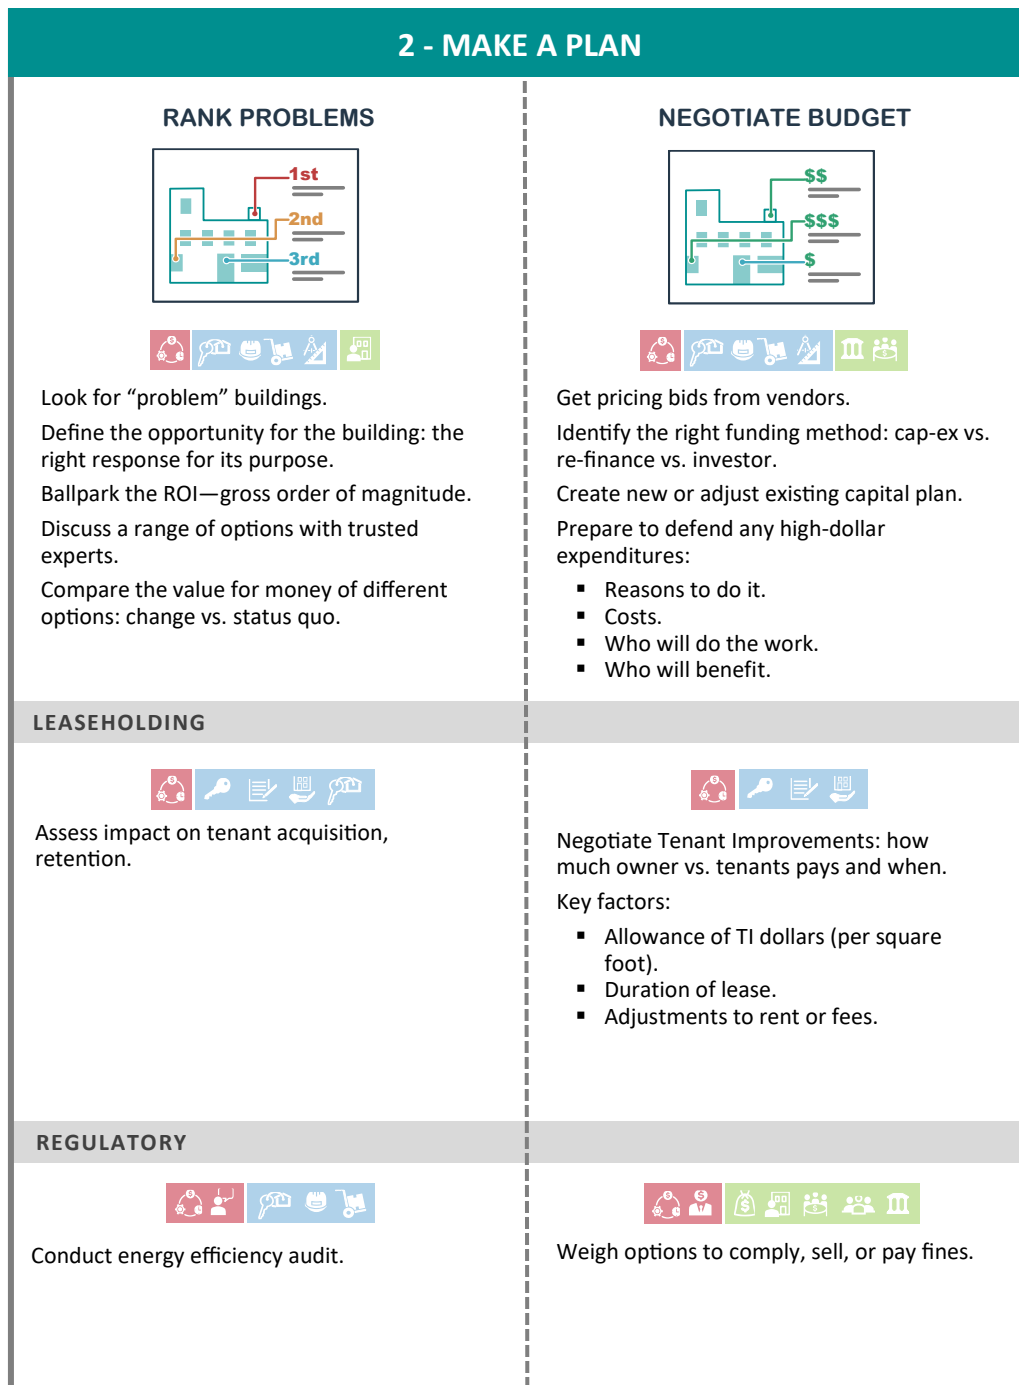 2 - MAKE A PLAN
RANK PROBLEMS
1st
2nd
3rd
Look for “problem” buildings.
Define the opportunity for the building: the
right response for its purpose.
Ballpark the ROI—gross order of magnitude.
Discuss a range of options with trusted
experts.
Compare the value for money of different
options: change vs. status quo.
NEGOTIATE BUDGET
$$
$$$
$
Get pricing bids from vendors.
Identify the right funding method: cap-ex vs.
re-finance vs. investor.
Create new or adjust existing capital plan.
Prepare to defend any high-dollar
expenditures:
▪ Reasons to do it.
▪ Costs.
▪ Who will do the work.
▪ Who will benefit.
LEASEHOLDING
Assess impact on tenant acquisition,
retention.
Negotiate Tenant Improvements: how
much owner vs. tenants pays and when.
Key factors:
▪ Allowance of TI dollars (per square
foot).
▪ Duration of lease.
▪ Adjustments to rent or fees.
REGULATORY
Conduct energy efficiency audit.
Weigh options to comply, sell, or pay fines.